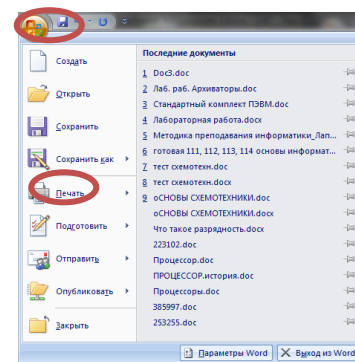 Последние документы
Создать
Открыть
Сохранить
Сохранить как
Печать
Подготовить
Отправить
Опубликовать
Закрыть
1 Doc3.doc
2 Лаб. раб. Архиваторы.doc
3 Стандартный комплект ПЭВМ.doc
4 Лабораторная работа.docx
5 Методика преподавания информатики_Лап...
6 готовая 111, 112, 113, 114 основы информат...
7 тест схемотехн.doc
8 тест схемотехн.docx
9 оСНОВЫ СХЕМОТЕХНИКИ.doc
оСНОВЫ СХЕМОТЕХНИКИ.docx
Что такое разрядность.docx
223102.doc
Процессор.doc
ПРОЦЕССОР.история.doc
Процессоры.doc
385997.doc
253255.doc
Параметры Word
Выход из Word